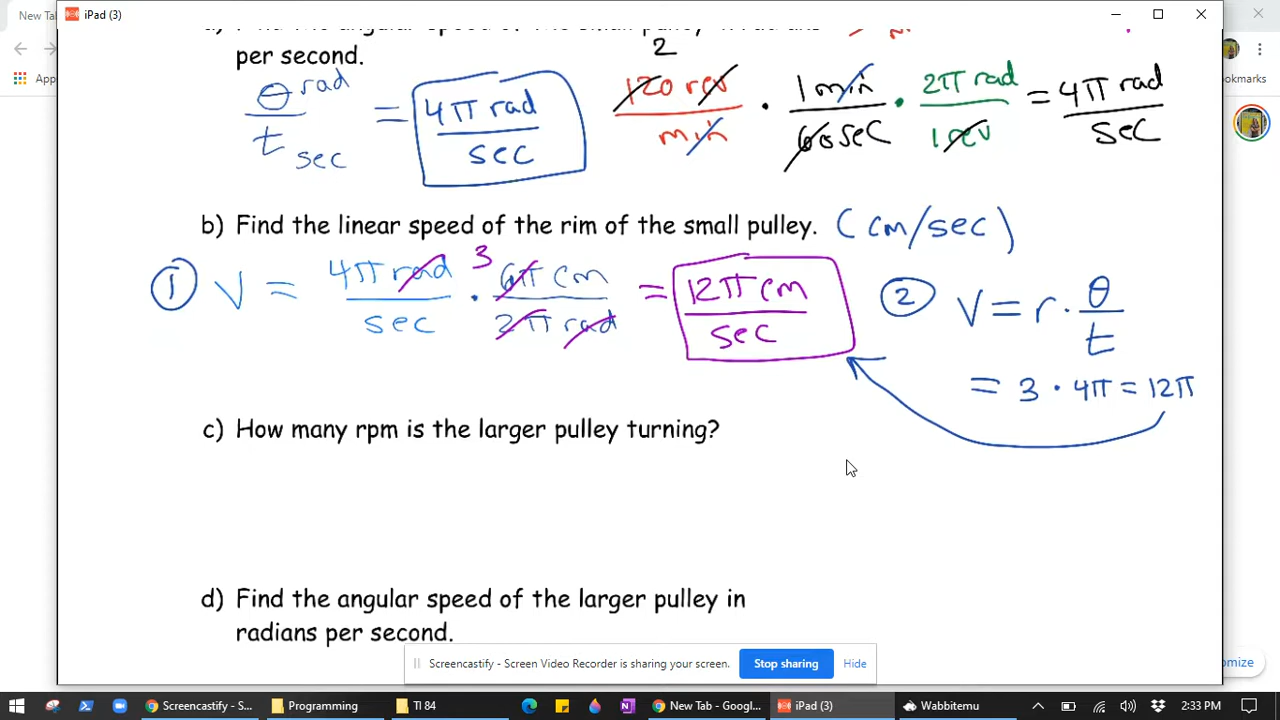 New Tab
iPad (3)
per second.
2
θ rad / t sec = 4π rad / sec
120 rev / min · 1 min / 60 sec · 2π rad / 1 rev = 4π rad / sec
b) Find the linear speed of the rim of the small pulley. (cm/sec)
① V = 4π rad / sec · 3 6π cm / 2π rad = 12π cm / sec
② V = r · θ / t
= 3 · 4π = 12π
c) How many rpm is the larger pulley turning?
d) Find the angular speed of the larger pulley in
radians per second.
Screencastify - Screen Video Recorder is sharing your screen.
Stop sharing
Hide
App
okmarks
omize
Screencastify - S...
Programming
TI 84
New Tab - Googl...
iPad (3)
Wabbitemu
2:33 PM